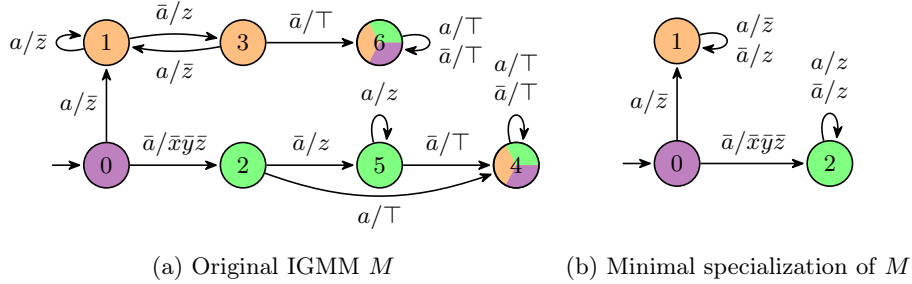 ā/z
a/z̄
1
3
ā/⊤
6
a/⊤
ā/⊤
ā/z̄
a/z̄
a/z
a/⊤
ā/⊤
0
ā/x̄ȳz̄
2
ā/z
5
ā/⊤
4
a/⊤
(a) Original IGMM M
1
a/z̄
ā/z
a/z̄
a/z
ā/z
0
ā/x̄ȳz̄
2
(b) Minimal specialization of M